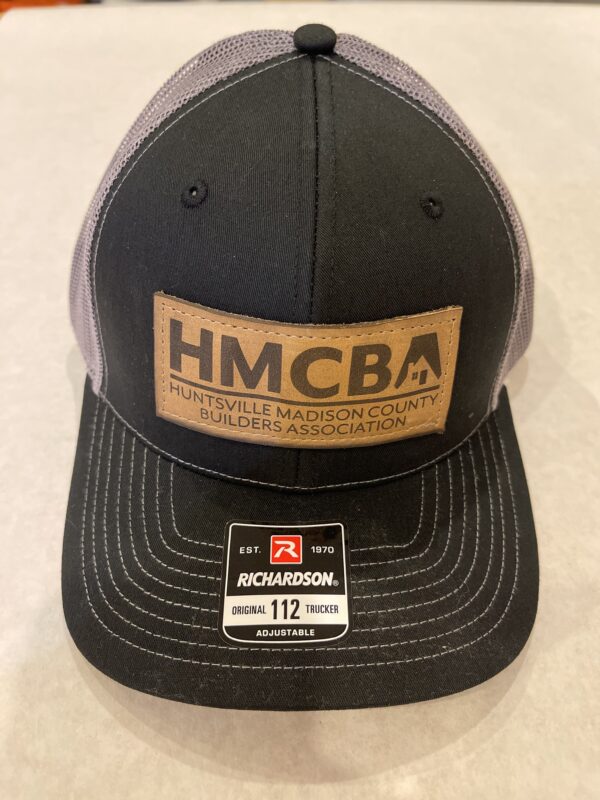 HMCBA
HUNTSVILLE MADISON COUNTY
BUILDERS ASSOCIATION
EST. R 1970
RICHARDSON®
ORIGINAL 112 TRUCKER
ADJUSTABLE